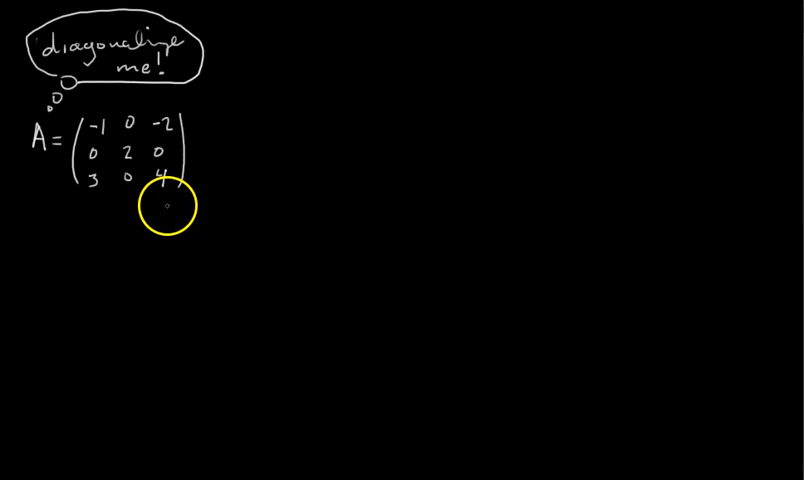 diagonalize
me!
A = ( -1 0 -2
0 2 0
3 0 4 )